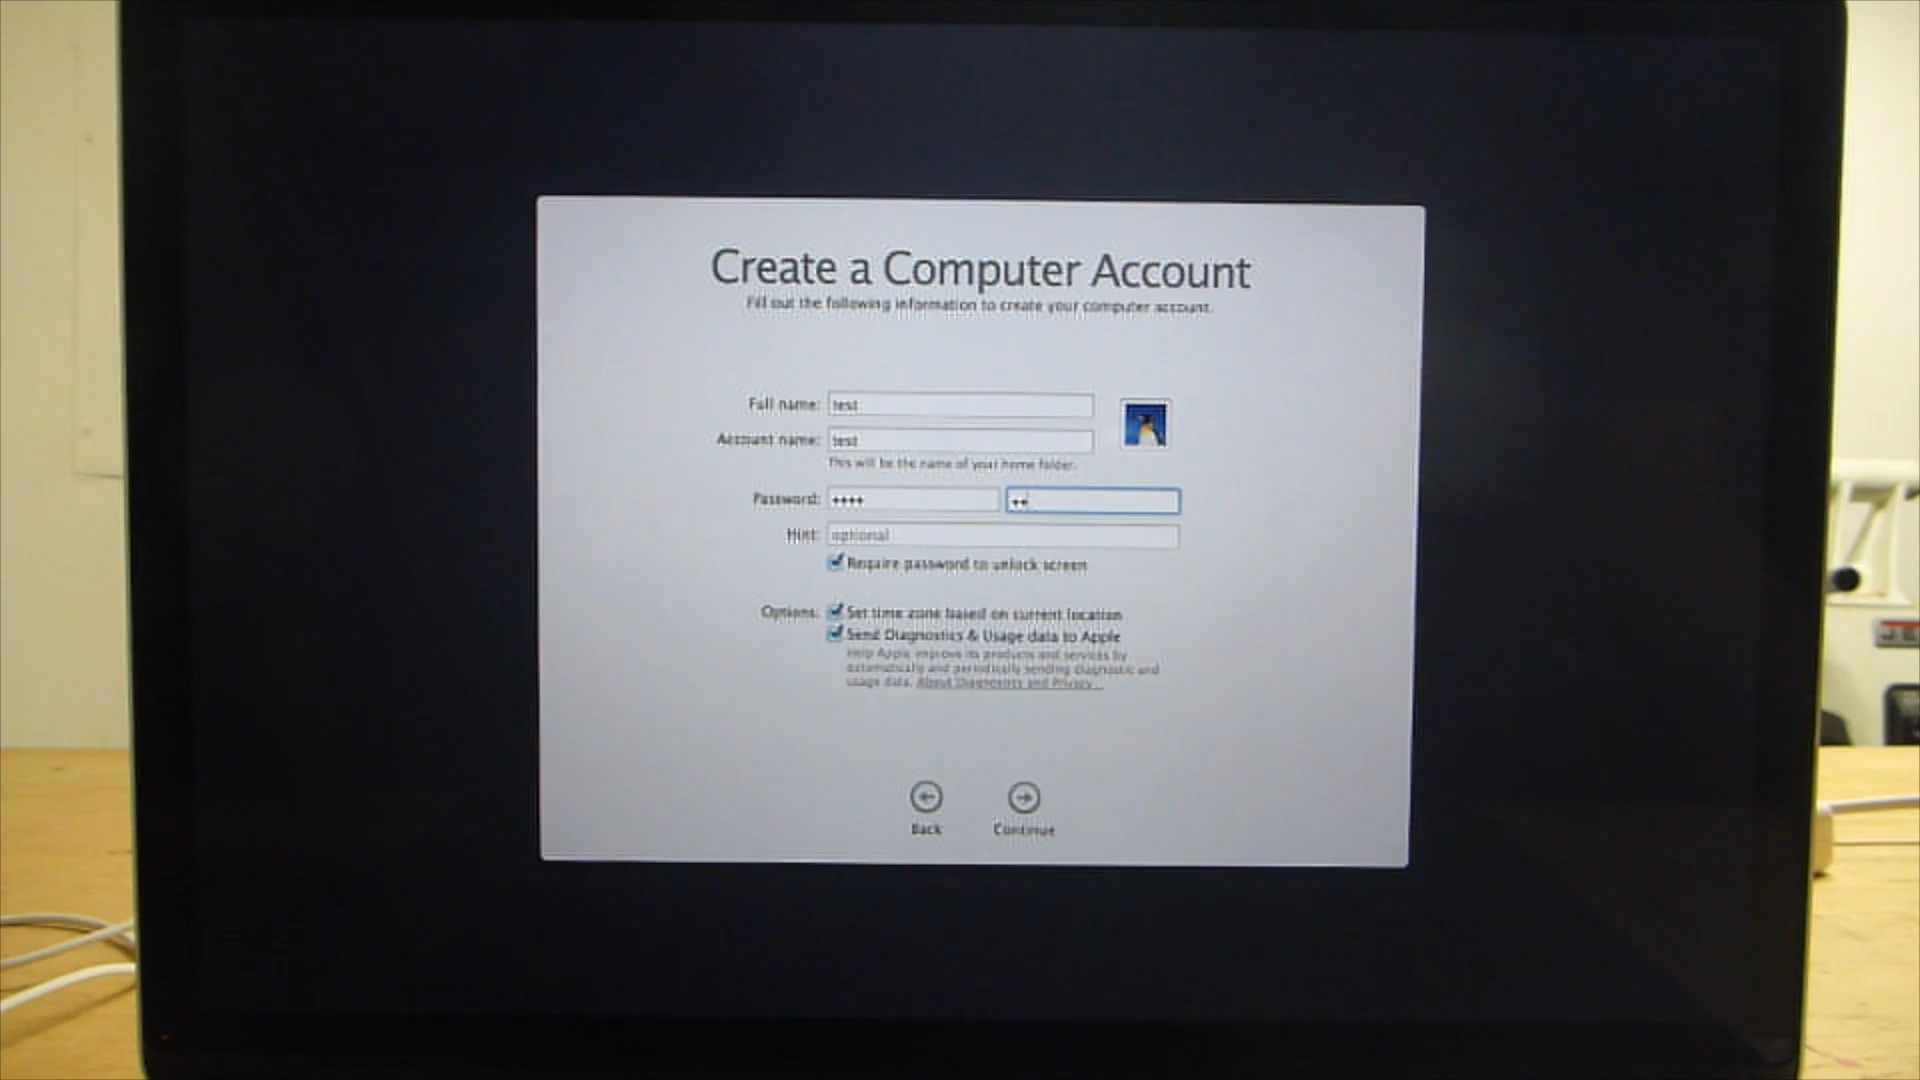 Create a Computer Account
Fill out the following information to create your computer account.
Full name: test
Account name: test
This will be the name of your home folder.
Password: •••• ••
Hint: optional
Require password to unlock screen
Options: Set time zone based on current location
Send Diagnostics & Usage data to Apple
Help Apple improve its products and services by
automatically and periodically sending diagnostic and
usage data. About Diagnostics and Privacy...
Back Continue